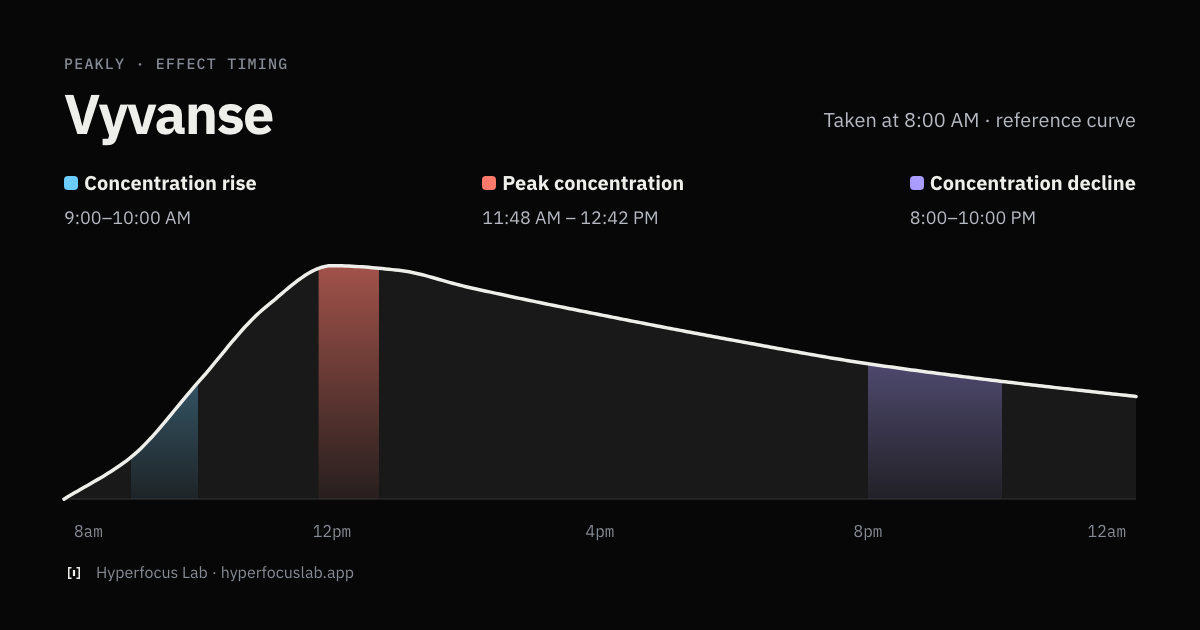 PEAKLY · EFFECT TIMING
Vyvanse
Taken at 8:00 AM · reference curve
Concentration rise
9:00–10:00 AM
Peak concentration
11:48 AM – 12:42 PM
Concentration decline
8:00–10:00 PM
8am 12pm 4pm 8pm 12am
Hyperfocus Lab · hyperfocuslab.app